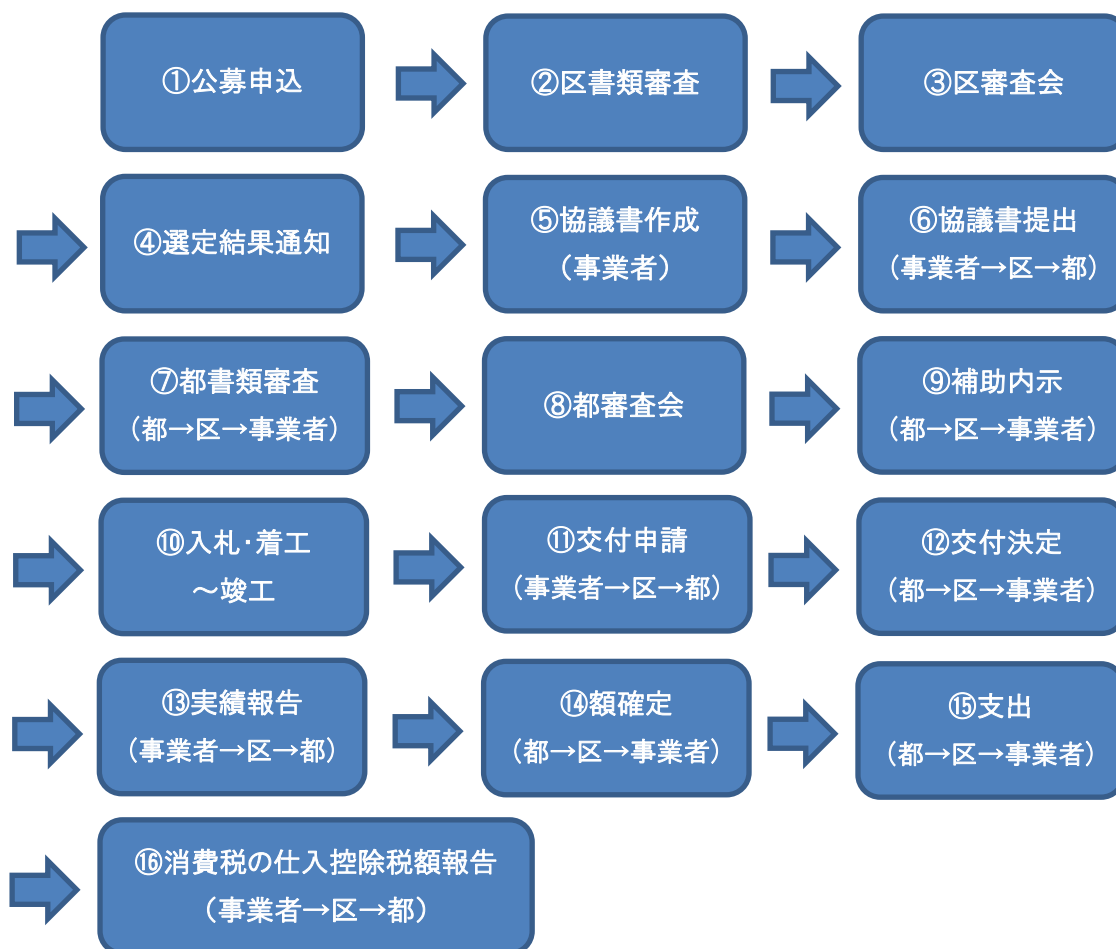 ①公募申込
②区書類審査
③区審査会
④選定結果通知
⑤協議書作成
（事業者）
⑥協議書提出
（事業者→区→都）
⑦都書類審査
（都→区→事業者）
⑧都審査会
⑨補助内示
（都→区→事業者）
⑩入札・着工
～竣工
⑪交付申請
（事業者→区→都）
⑫交付決定
（都→区→事業者）
⑬実績報告
（事業者→区→都）
⑭額確定
（都→区→事業者）
⑮支出
（都→区→事業者）
⑯消費税の仕入控除税額報告
（事業者→区→都）